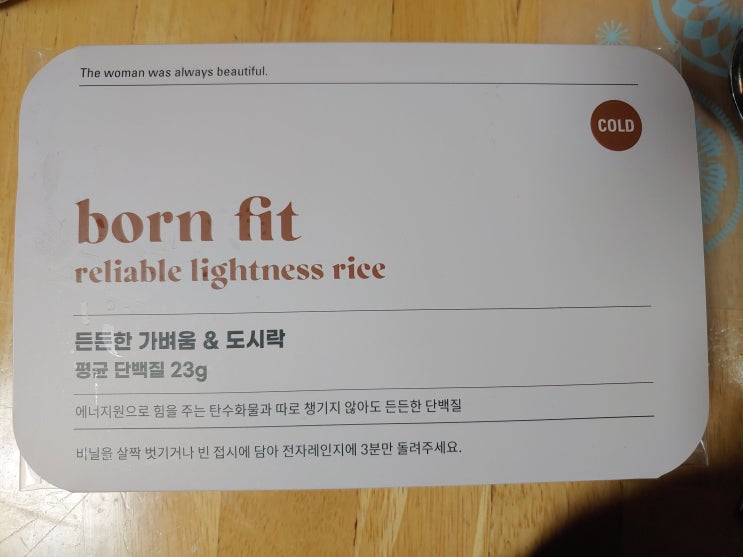 The woman was always beautiful.
COLD
born fit
reliable lightness rice
든든한 가벼움 & 도시락
평균 단백질 23g
에너지원으로 힘을 주는 탄수화물과 따로 챙기지 않아도 든든한 단백질
비닐을 살짝 벗기거나 빈 접시에 담아 전자레인지에 3분만 돌려주세요.